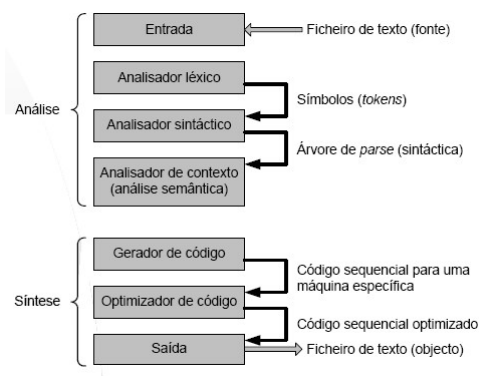 Entrada
Ficheiro de texto (fonte)
Analisador léxico
Símbolos (tokens)
Análise
Analisador sintáctico
Árvore de parse (sintáctica)
Analisador de contexto
(análise semântica)
Gerador de código
Código sequencial para uma
máquina específica
Síntese
Optimizador de código
Código sequencial optimizado
Saída
Ficheiro de texto (objecto)